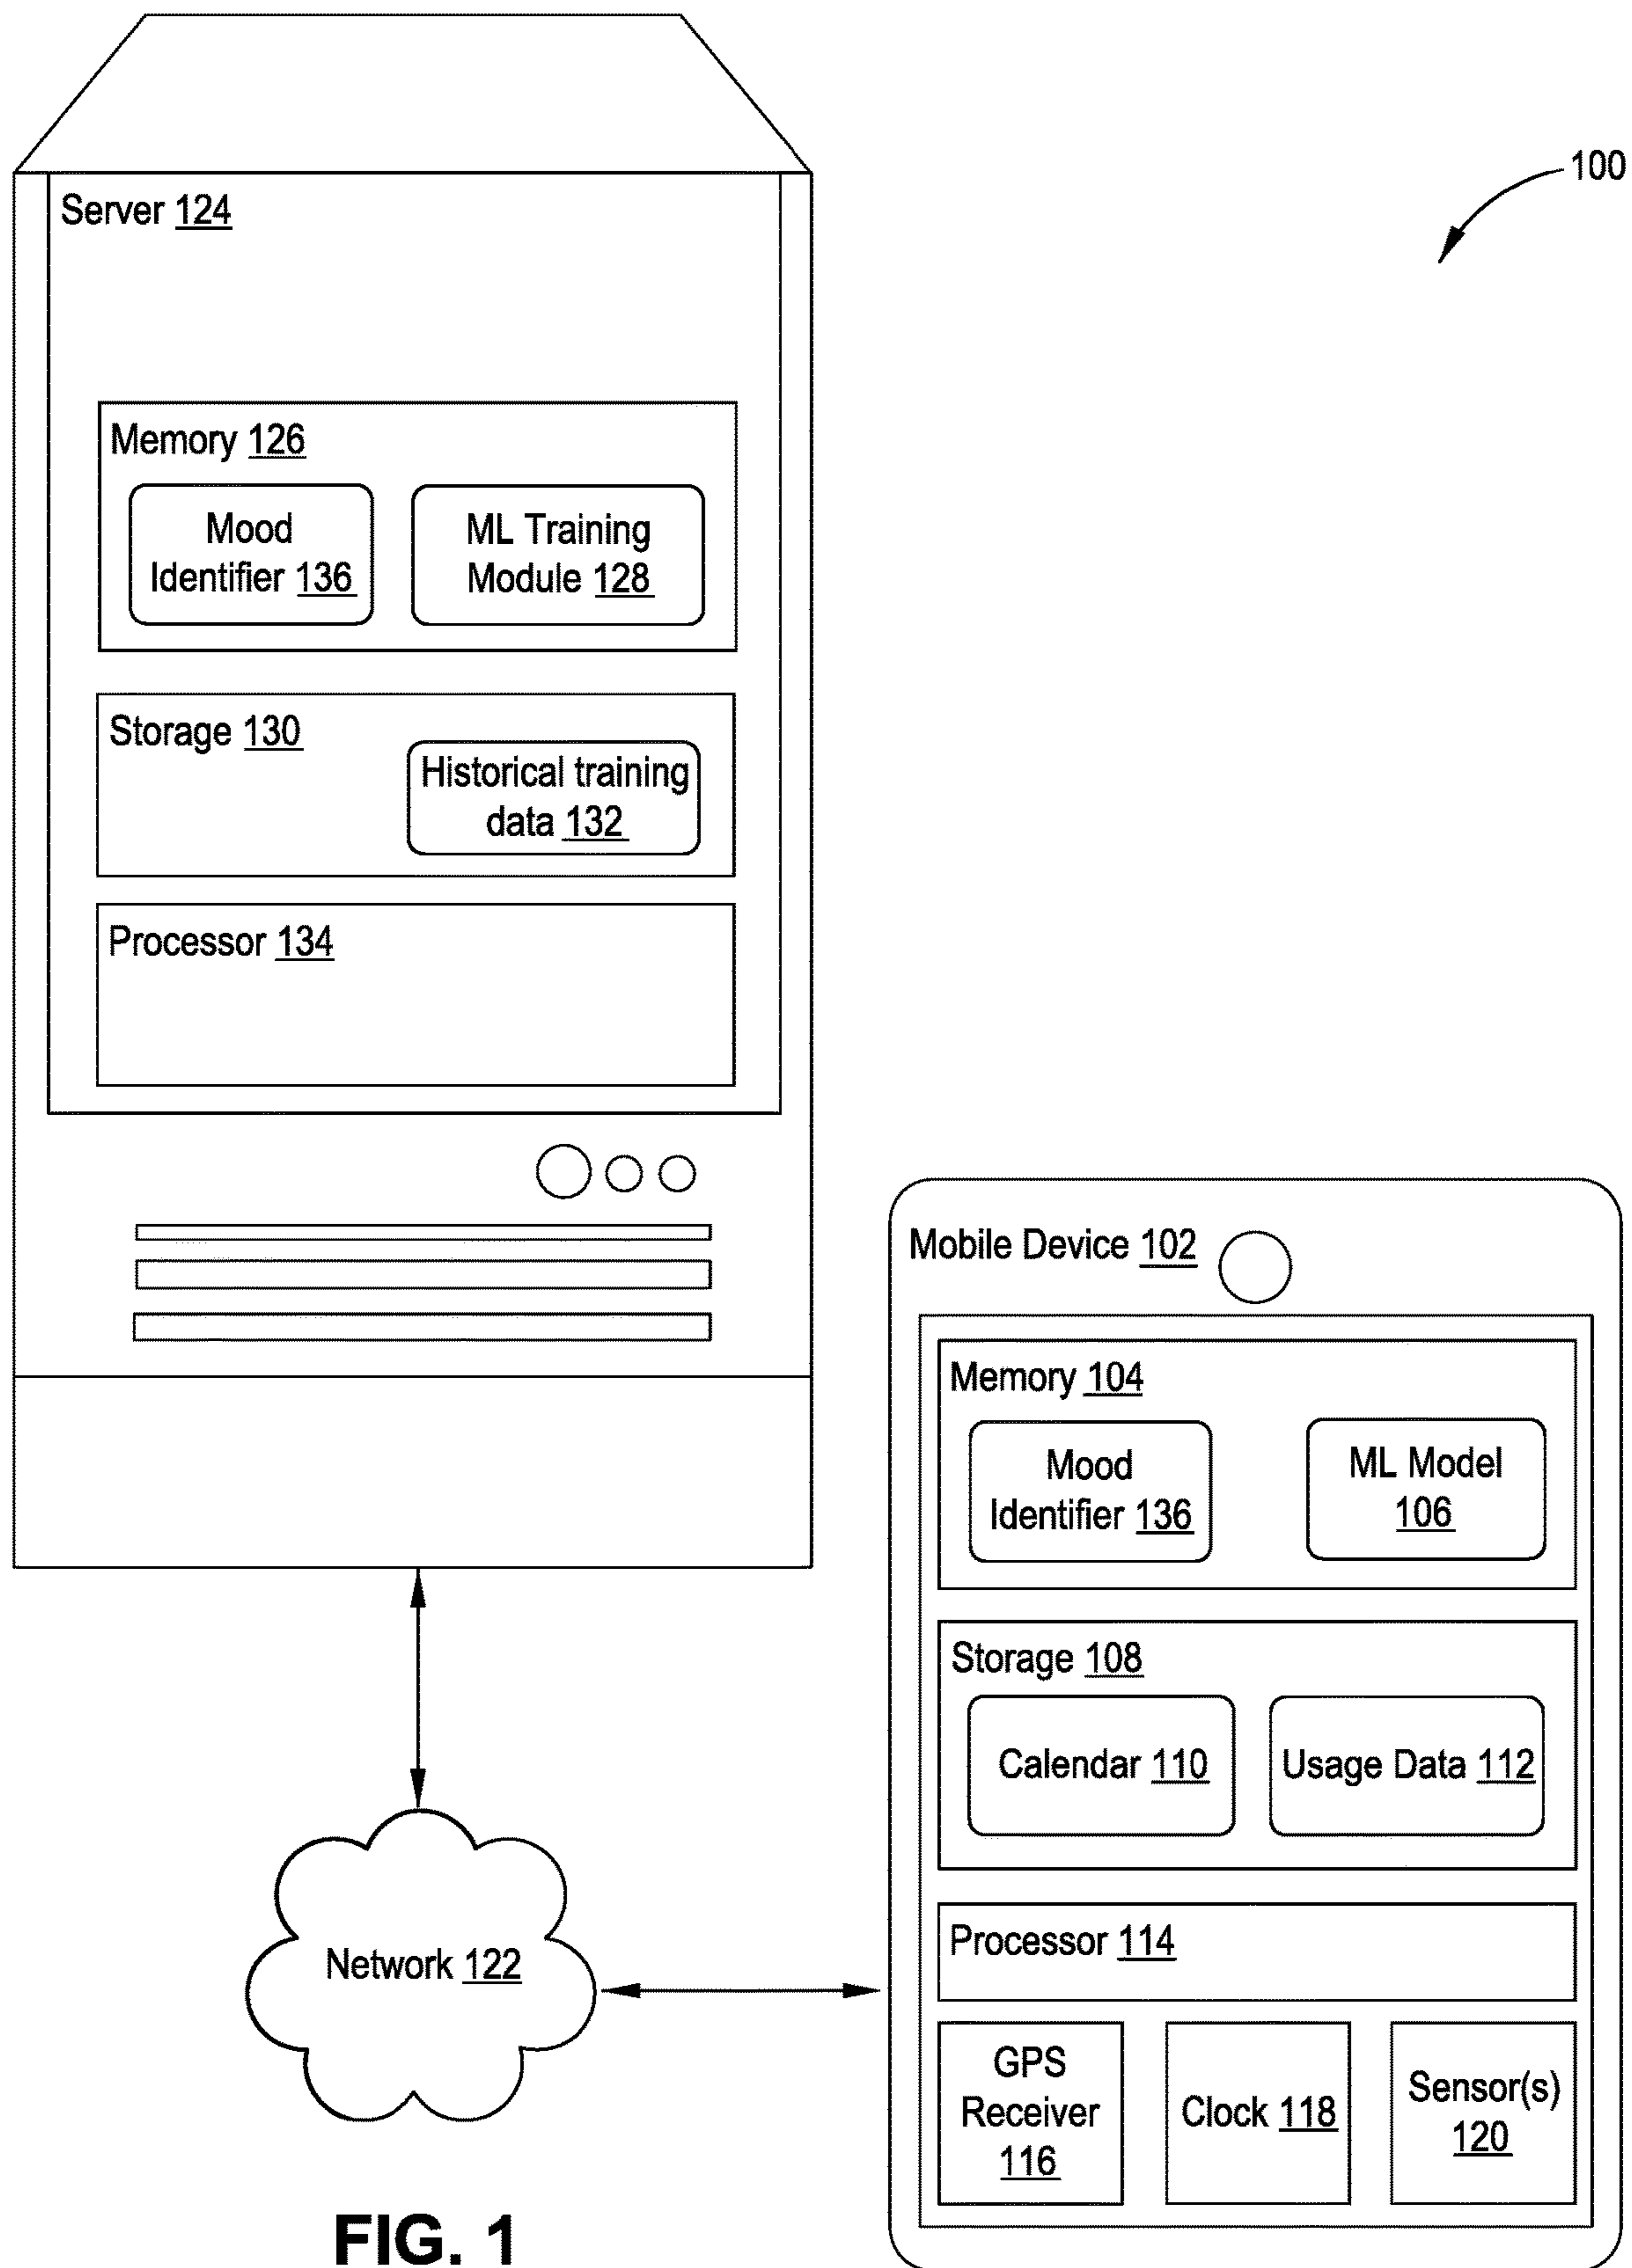 100
Server 124
Memory 126
Mood
Identifier 136
ML Training
Module 128
Storage 130
Historical training
data 132
Processor 134
Mobile Device 102
Memory 104
Mood
Identifier 136
ML Model
106
Storage 108
Calendar 110
Usage Data 112
Processor 114
GPS
Receiver
116
Clock 118
Sensor(s)
120
Network 122
FIG. 1